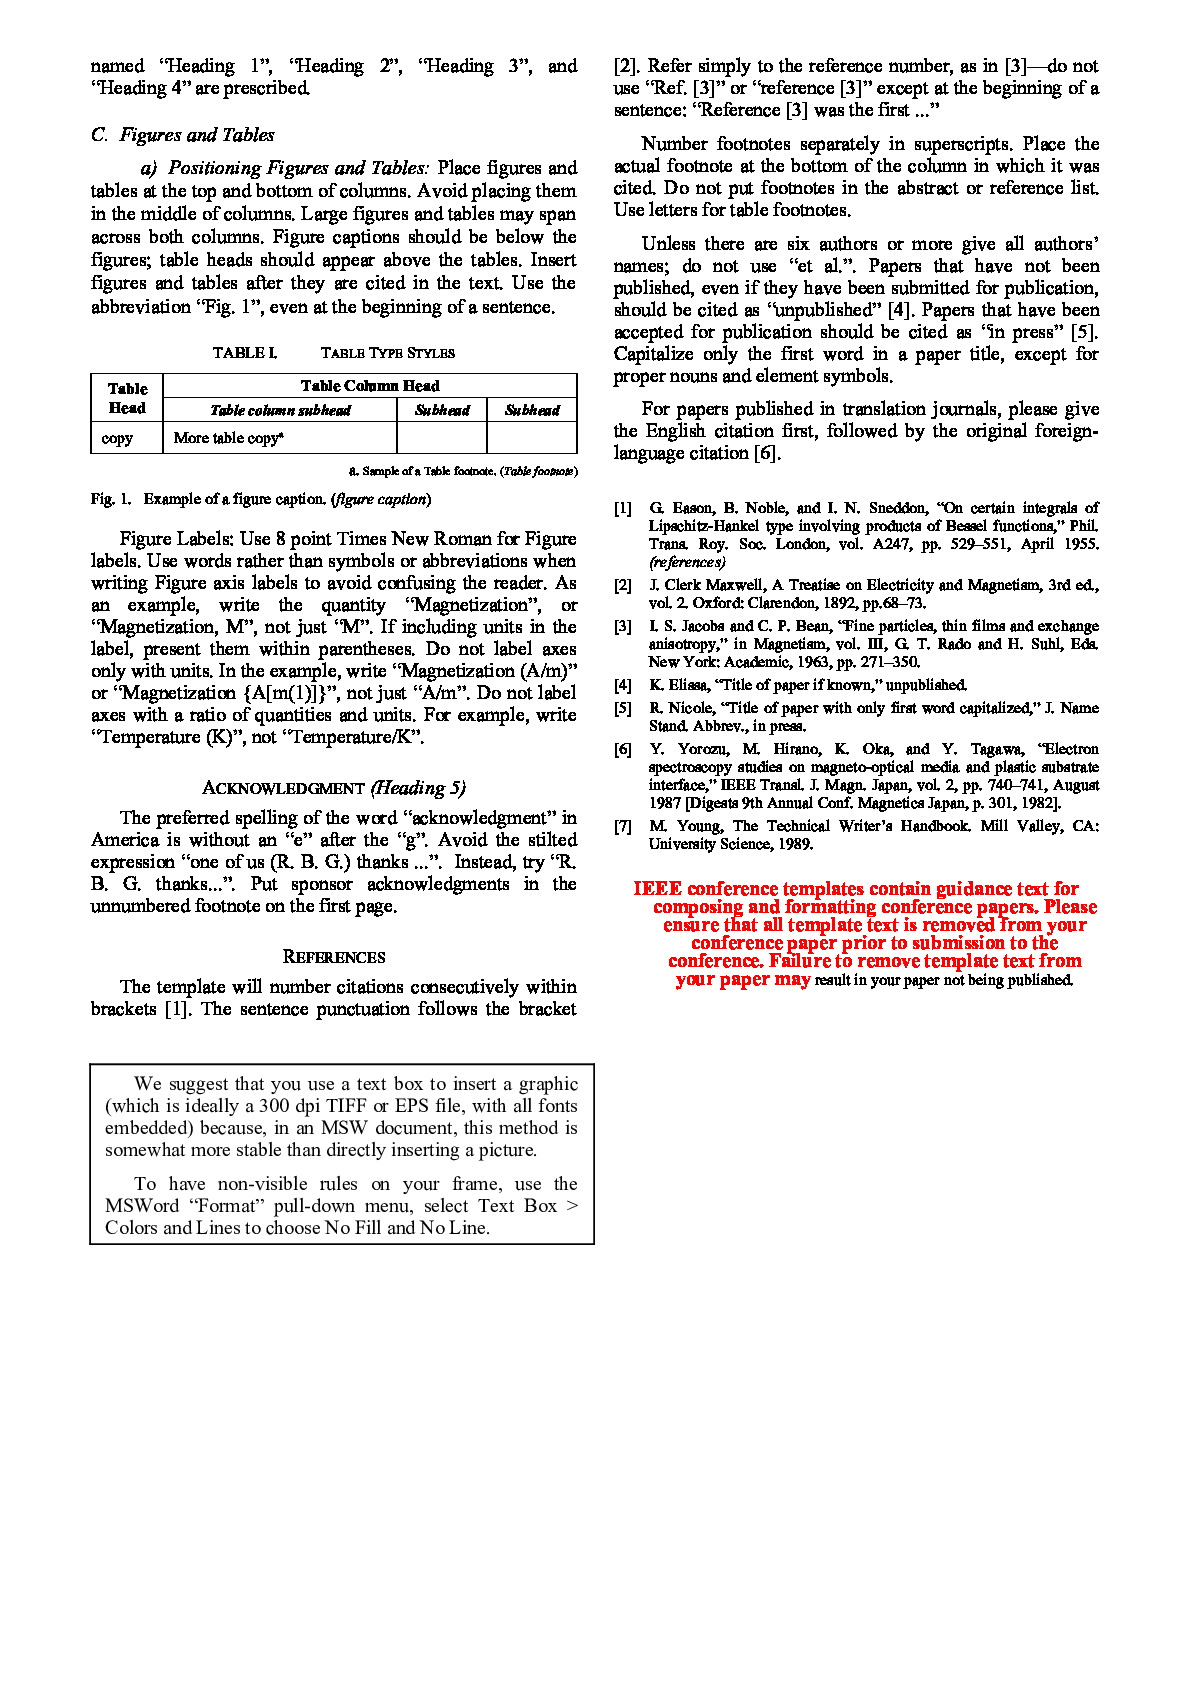 named “Heading 1”, “Heading 2”, “Heading 3”, and
“Heading 4” are prescribed.
C. Figures and Tables
a) Positioning Figures and Tables: Place figures and
tables at the top and bottom of columns. Avoid placing them
in the middle of columns. Large figures and tables may span
across both columns. Figure captions should be below the
figures; table heads should appear above the tables. Insert
figures and tables after they are cited in the text. Use the
abbreviation “Fig. 1”, even at the beginning of a sentence.
TABLE I. TABLE TYPE STYLES
Table Head
Table Column Head
Table column subhead Subhead Subhead
copy More table copyª
a. Sample of a Table footnote. (Table footnote)
Fig. 1. Example of a figure caption. (figure caption)
Figure Labels: Use 8 point Times New Roman for Figure
labels. Use words rather than symbols or abbreviations when
writing Figure axis labels to avoid confusing the reader. As
an example, write the quantity “Magnetization”, or
“Magnetization, M”, not just “M”. If including units in the
label, present them within parentheses. Do not label axes
only with units. In the example, write “Magnetization (A/m)”
or “Magnetization {A[m(1)]}”, not just “A/m”. Do not label
axes with a ratio of quantities and units. For example, write
“Temperature (K)”, not “Temperature/K”.
ACKNOWLEDGMENT (Heading 5)
The preferred spelling of the word “acknowledgment” in
America is without an “e” after the “g”. Avoid the stilted
expression “one of us (R. B. G.) thanks ...”. Instead, try “R.
B. G. thanks...”. Put sponsor acknowledgments in the
unnumbered footnote on the first page.
REFERENCES
The template will number citations consecutively within
brackets [1]. The sentence punctuation follows the bracket
We suggest that you use a text box to insert a graphic
(which is ideally a 300 dpi TIFF or EPS file, with all fonts
embedded) because, in an MSW document, this method is
somewhat more stable than directly inserting a picture.
To have non-visible rules on your frame, use the
MSWord “Format” pull-down menu, select Text Box >
Colors and Lines to choose No Fill and No Line.
[2]. Refer simply to the reference number, as in [3]—do not
use “Ref. [3]” or “reference [3]” except at the beginning of a
sentence: “Reference [3] was the first ...”
Number footnotes separately in superscripts. Place the
actual footnote at the bottom of the column in which it was
cited. Do not put footnotes in the abstract or reference list.
Use letters for table footnotes.
Unless there are six authors or more give all authors’
names; do not use “et al.”. Papers that have not been
published, even if they have been submitted for publication,
should be cited as “unpublished” [4]. Papers that have been
accepted for publication should be cited as “in press” [5].
Capitalize only the first word in a paper title, except for
proper nouns and element symbols.
For papers published in translation journals, please give
the English citation first, followed by the original foreign-
language citation [6].
[1] G. Eason, B. Noble, and I. N. Sneddon, “On certain integrals of
Lipschitz-Hankel type involving products of Bessel functions,” Phil.
Trans. Roy. Soc. London, vol. A247, pp. 529–551, April 1955.
(references)
[2] J. Clerk Maxwell, A Treatise on Electricity and Magnetism, 3rd ed.,
vol. 2. Oxford: Clarendon, 1892, pp.68–73.
[3] I. S. Jacobs and C. P. Bean, “Fine particles, thin films and exchange
anisotropy,” in Magnetism, vol. III, G. T. Rado and H. Suhl, Eds.
New York: Academic, 1963, pp. 271–350.
[4] K. Elissa, “Title of paper if known,” unpublished.
[5] R. Nicole, “Title of paper with only first word capitalized,” J. Name
Stand. Abbrev., in press.
[6] Y. Yorozu, M. Hirano, K. Oka, and Y. Tagawa, “Electron
spectroscopy studies on magneto-optical media and plastic substrate
interface,” IEEE Transl. J. Magn. Japan, vol. 2, pp. 740–741, August
1987 [Digests 9th Annual Conf. Magnetics Japan, p. 301, 1982].
[7] M. Young, The Technical Writer’s Handbook. Mill Valley, CA:
University Science, 1989.
IEEE conference templates contain guidance text for
composing and formatting conference papers. Please
ensure that all template text is removed from your
conference paper prior to submission to the
conference. Failure to remove template text from
your paper may result in your paper not being published.